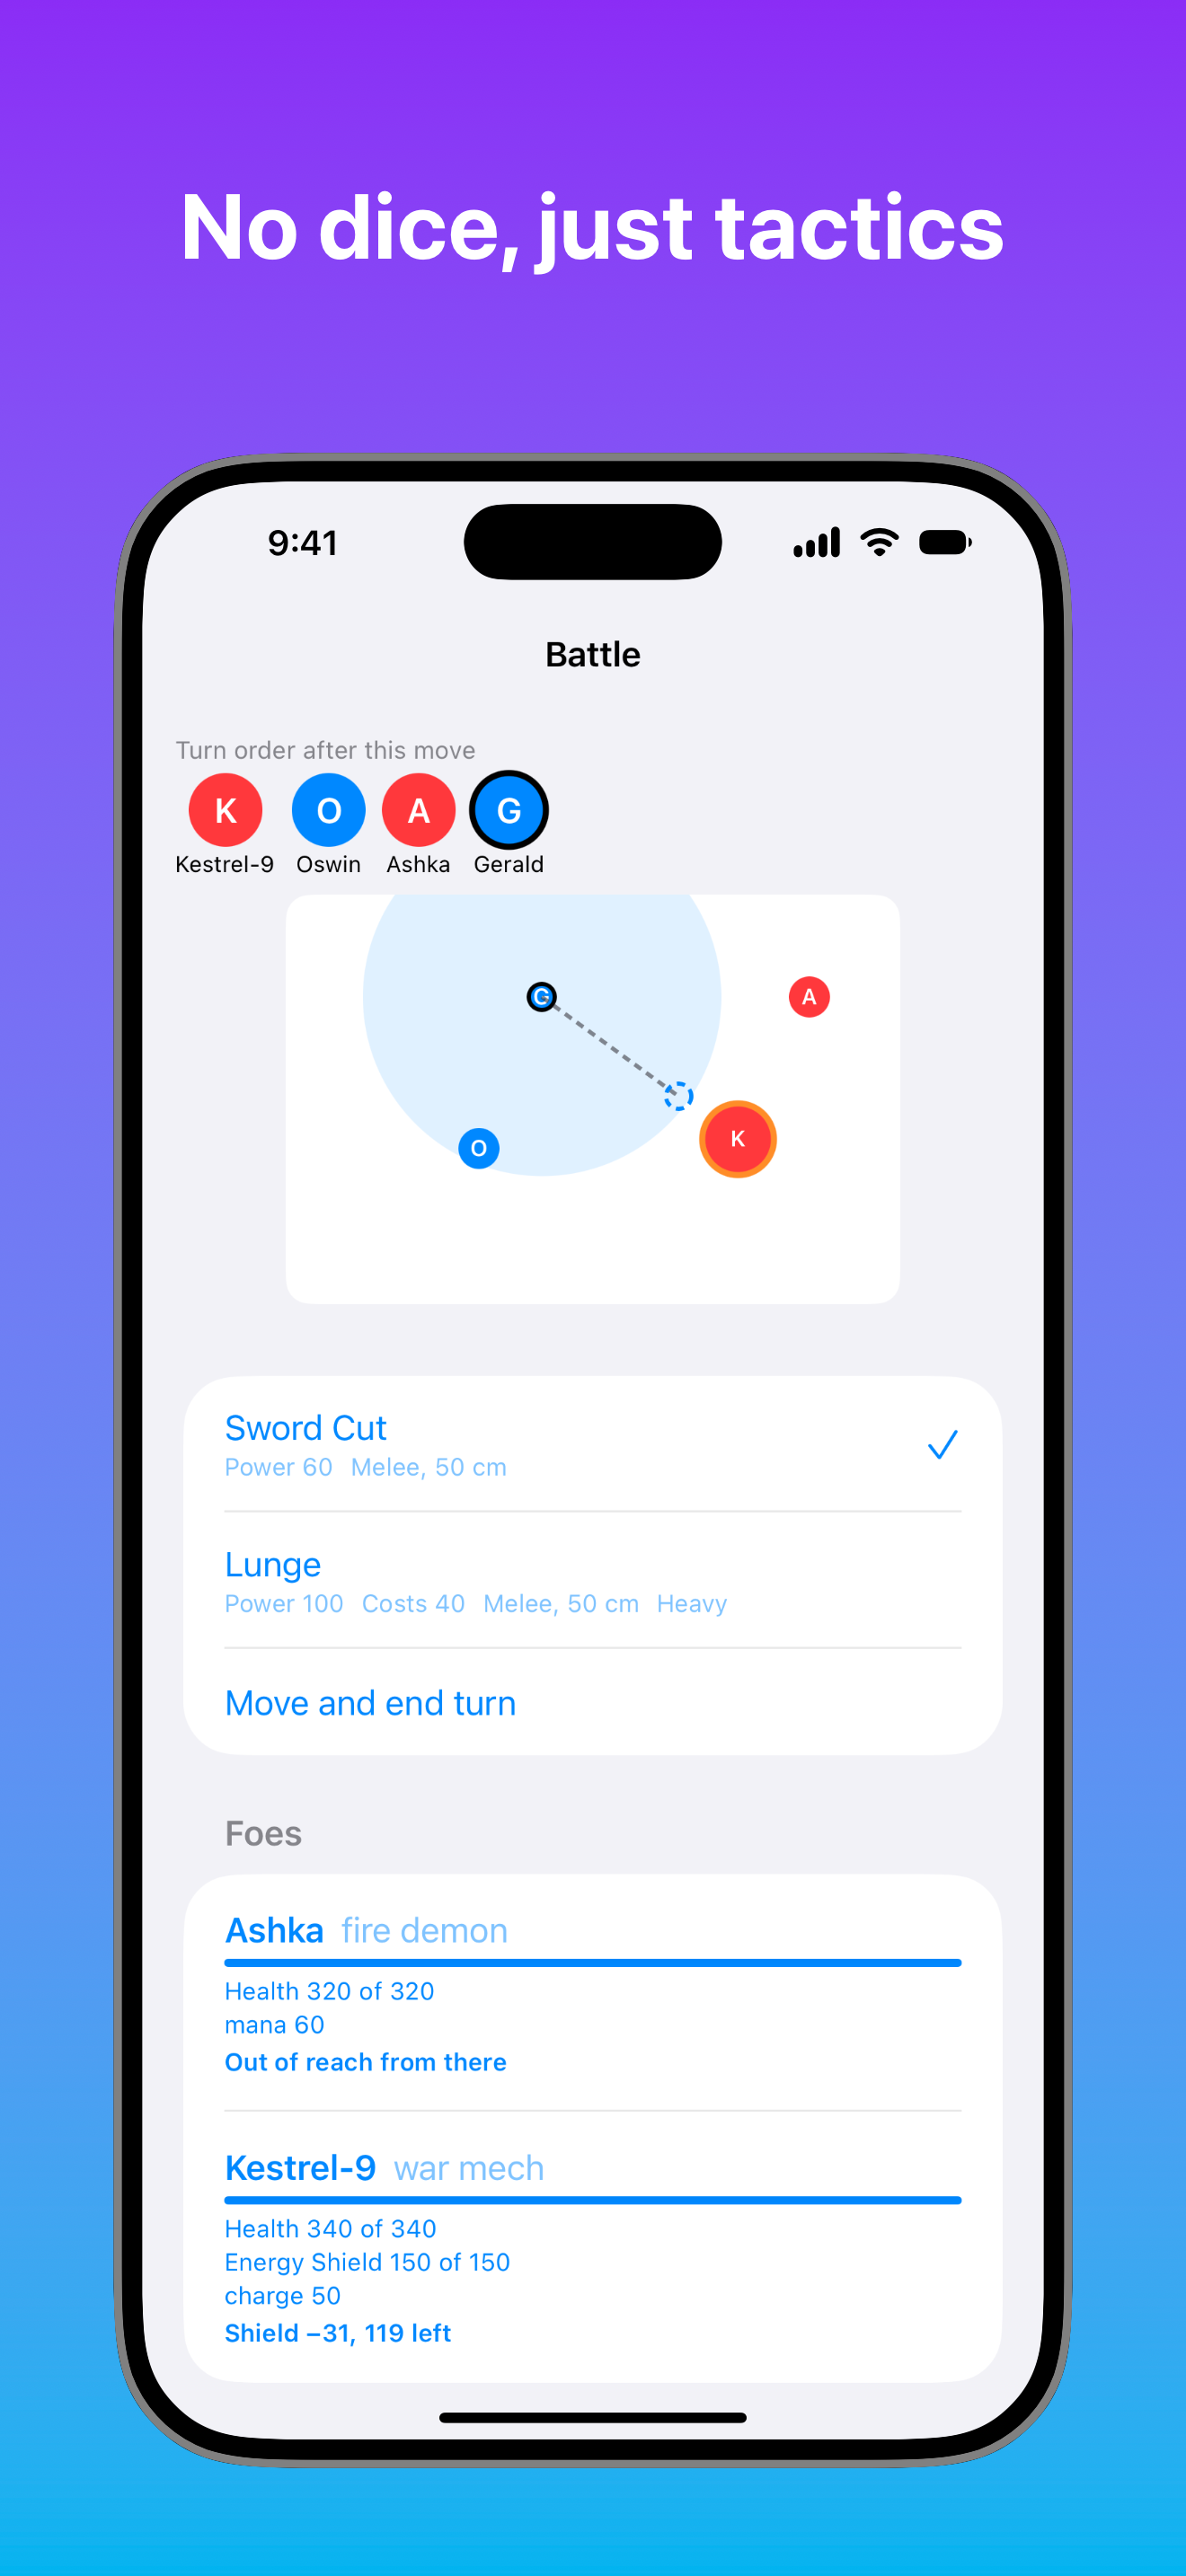 No dice, just tactics
9:41
Battle
Turn order after this move
K O A G
Kestrel-9 Oswin Ashka Gerald
G
A
K
O
Sword Cut
Power 60 Melee, 50 cm
Lunge
Power 100 Costs 40 Melee, 50 cm Heavy
Move and end turn
Foes
Ashka fire demon
Health 320 of 320
mana 60
Out of reach from there
Kestrel-9 war mech
Health 340 of 340
Energy Shield 150 of 150
charge 50
Shield −31, 119 left